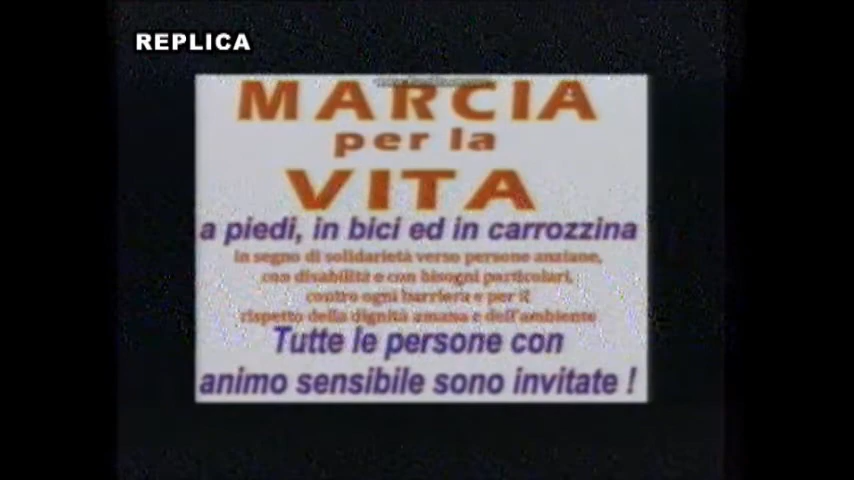 REPLICA
MARCIA
per la
VITA
a piedi, in bici ed in carrozzina
in segno di solidarietà verso persone anziane,
con disabilità e con bisogni particolari,
contro ogni barriera e per il
rispetto della dignità umana e dell'ambiente
Tutte le persone con
animo sensibile sono invitate !